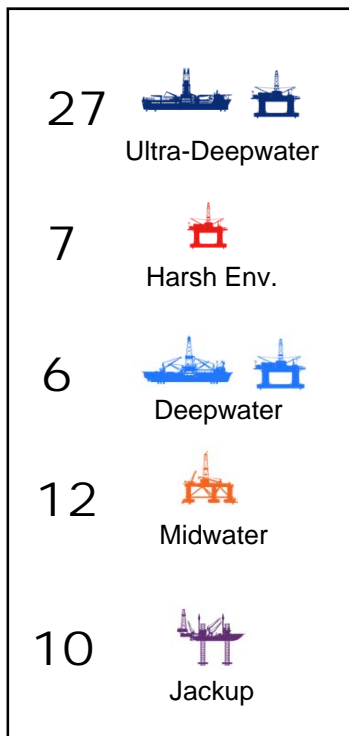 27
Ultra-Deepwater
7
Harsh Env.
6
Deepwater
12
Midwater
10
Jackup